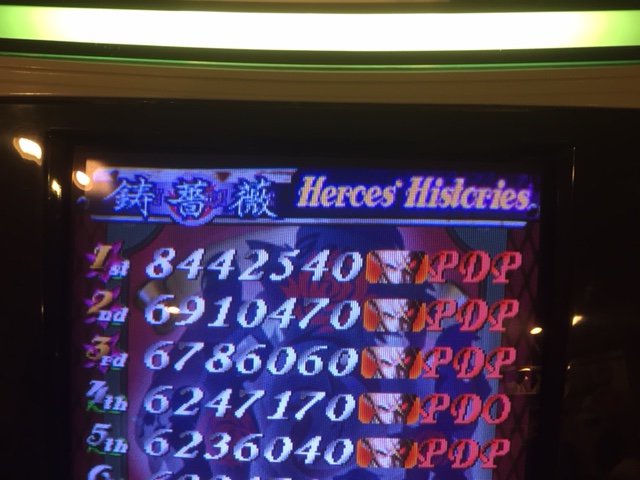 鋳薔薇 Heroes' Histories
1st 8442540 PDP
2nd 6910470 PDP
3rd 6786060 PDP
4th 6247170 PDO
5th 6236040 PDP